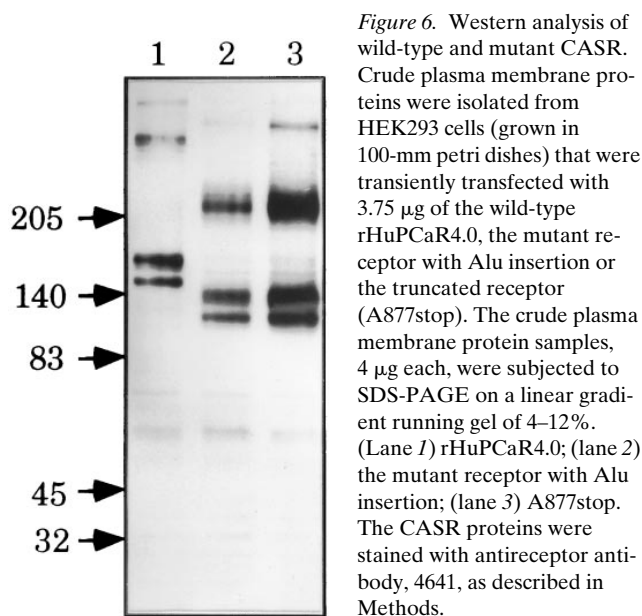 1 2 3
205
140
83
45
32
Figure 6. Western analysis of
wild-type and mutant CASR.
Crude plasma membrane pro-
teins were isolated from
HEK293 cells (grown in
100-mm petri dishes) that were
transiently transfected with
3.75 μg of the wild-type
rHuPCaR4.0, the mutant re-
ceptor with Alu insertion or
the truncated receptor
(A877stop). The crude plasma
membrane protein samples,
4 μg each, were subjected to
SDS-PAGE on a linear gradi-
ent running gel of 4–12%.
(Lane 1) rHuPCaR4.0; (lane 2)
the mutant receptor with Alu
insertion; (lane 3) A877stop.
The CASR proteins were
stained with antireceptor anti-
body, 4641, as described in
Methods.